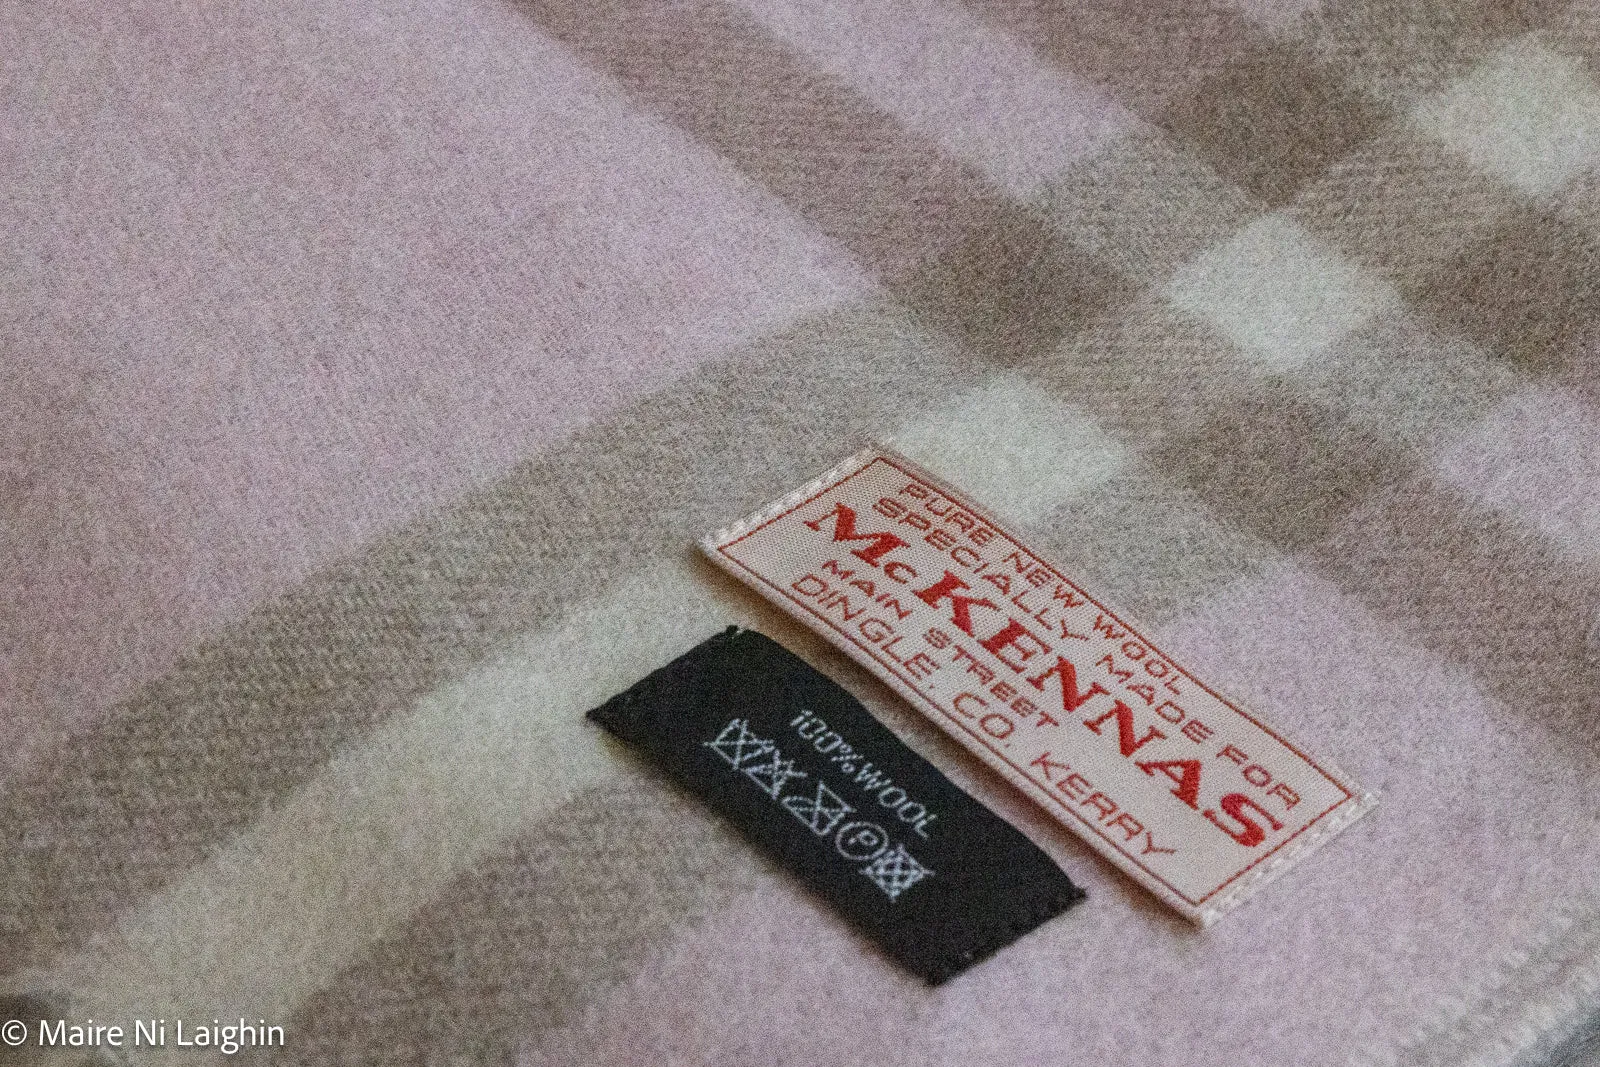 PURE NEW WOOL
SPECIALLY MADE FOR
McKENNAS
MAIN STREET
DINGLE, CO. KERRY
100%WOOL
P
© Maire Ni Laighin